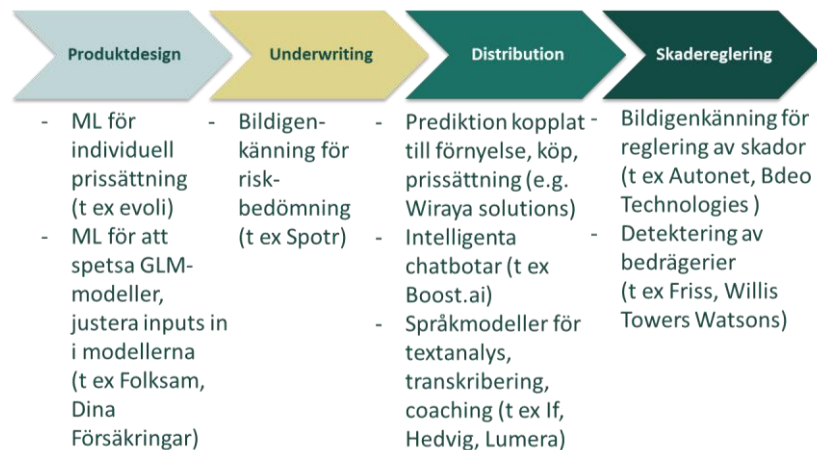 Produktdesign
Underwriting
Distribution
Skadereglering
- ML för
individuell
prissättning
(t ex evoli)
- ML för att
spetsa GLM-
modeller,
justera inputs in
i modellerna
(t ex Folksam,
Dina
Försäkringar)
- Bildigen-
känning för
risk-
bedömning
(t ex Spotr)
- Prediktion kopplat
till förnyelse, köp,
prissättning (e.g.
Wiraya solutions)
- Intelligenta
chatbotar (t ex
Boost.ai)
- Språkmodeller för
textanalys,
transkribering,
coaching (t ex If,
Hedvig, Lumera)
- Bildigenkänning för
reglering av skador
(t ex Autonet, Bdeo
Technologies )
- Detektering av
bedrägerier
(t ex Friss, Willis
Towers Watsons)